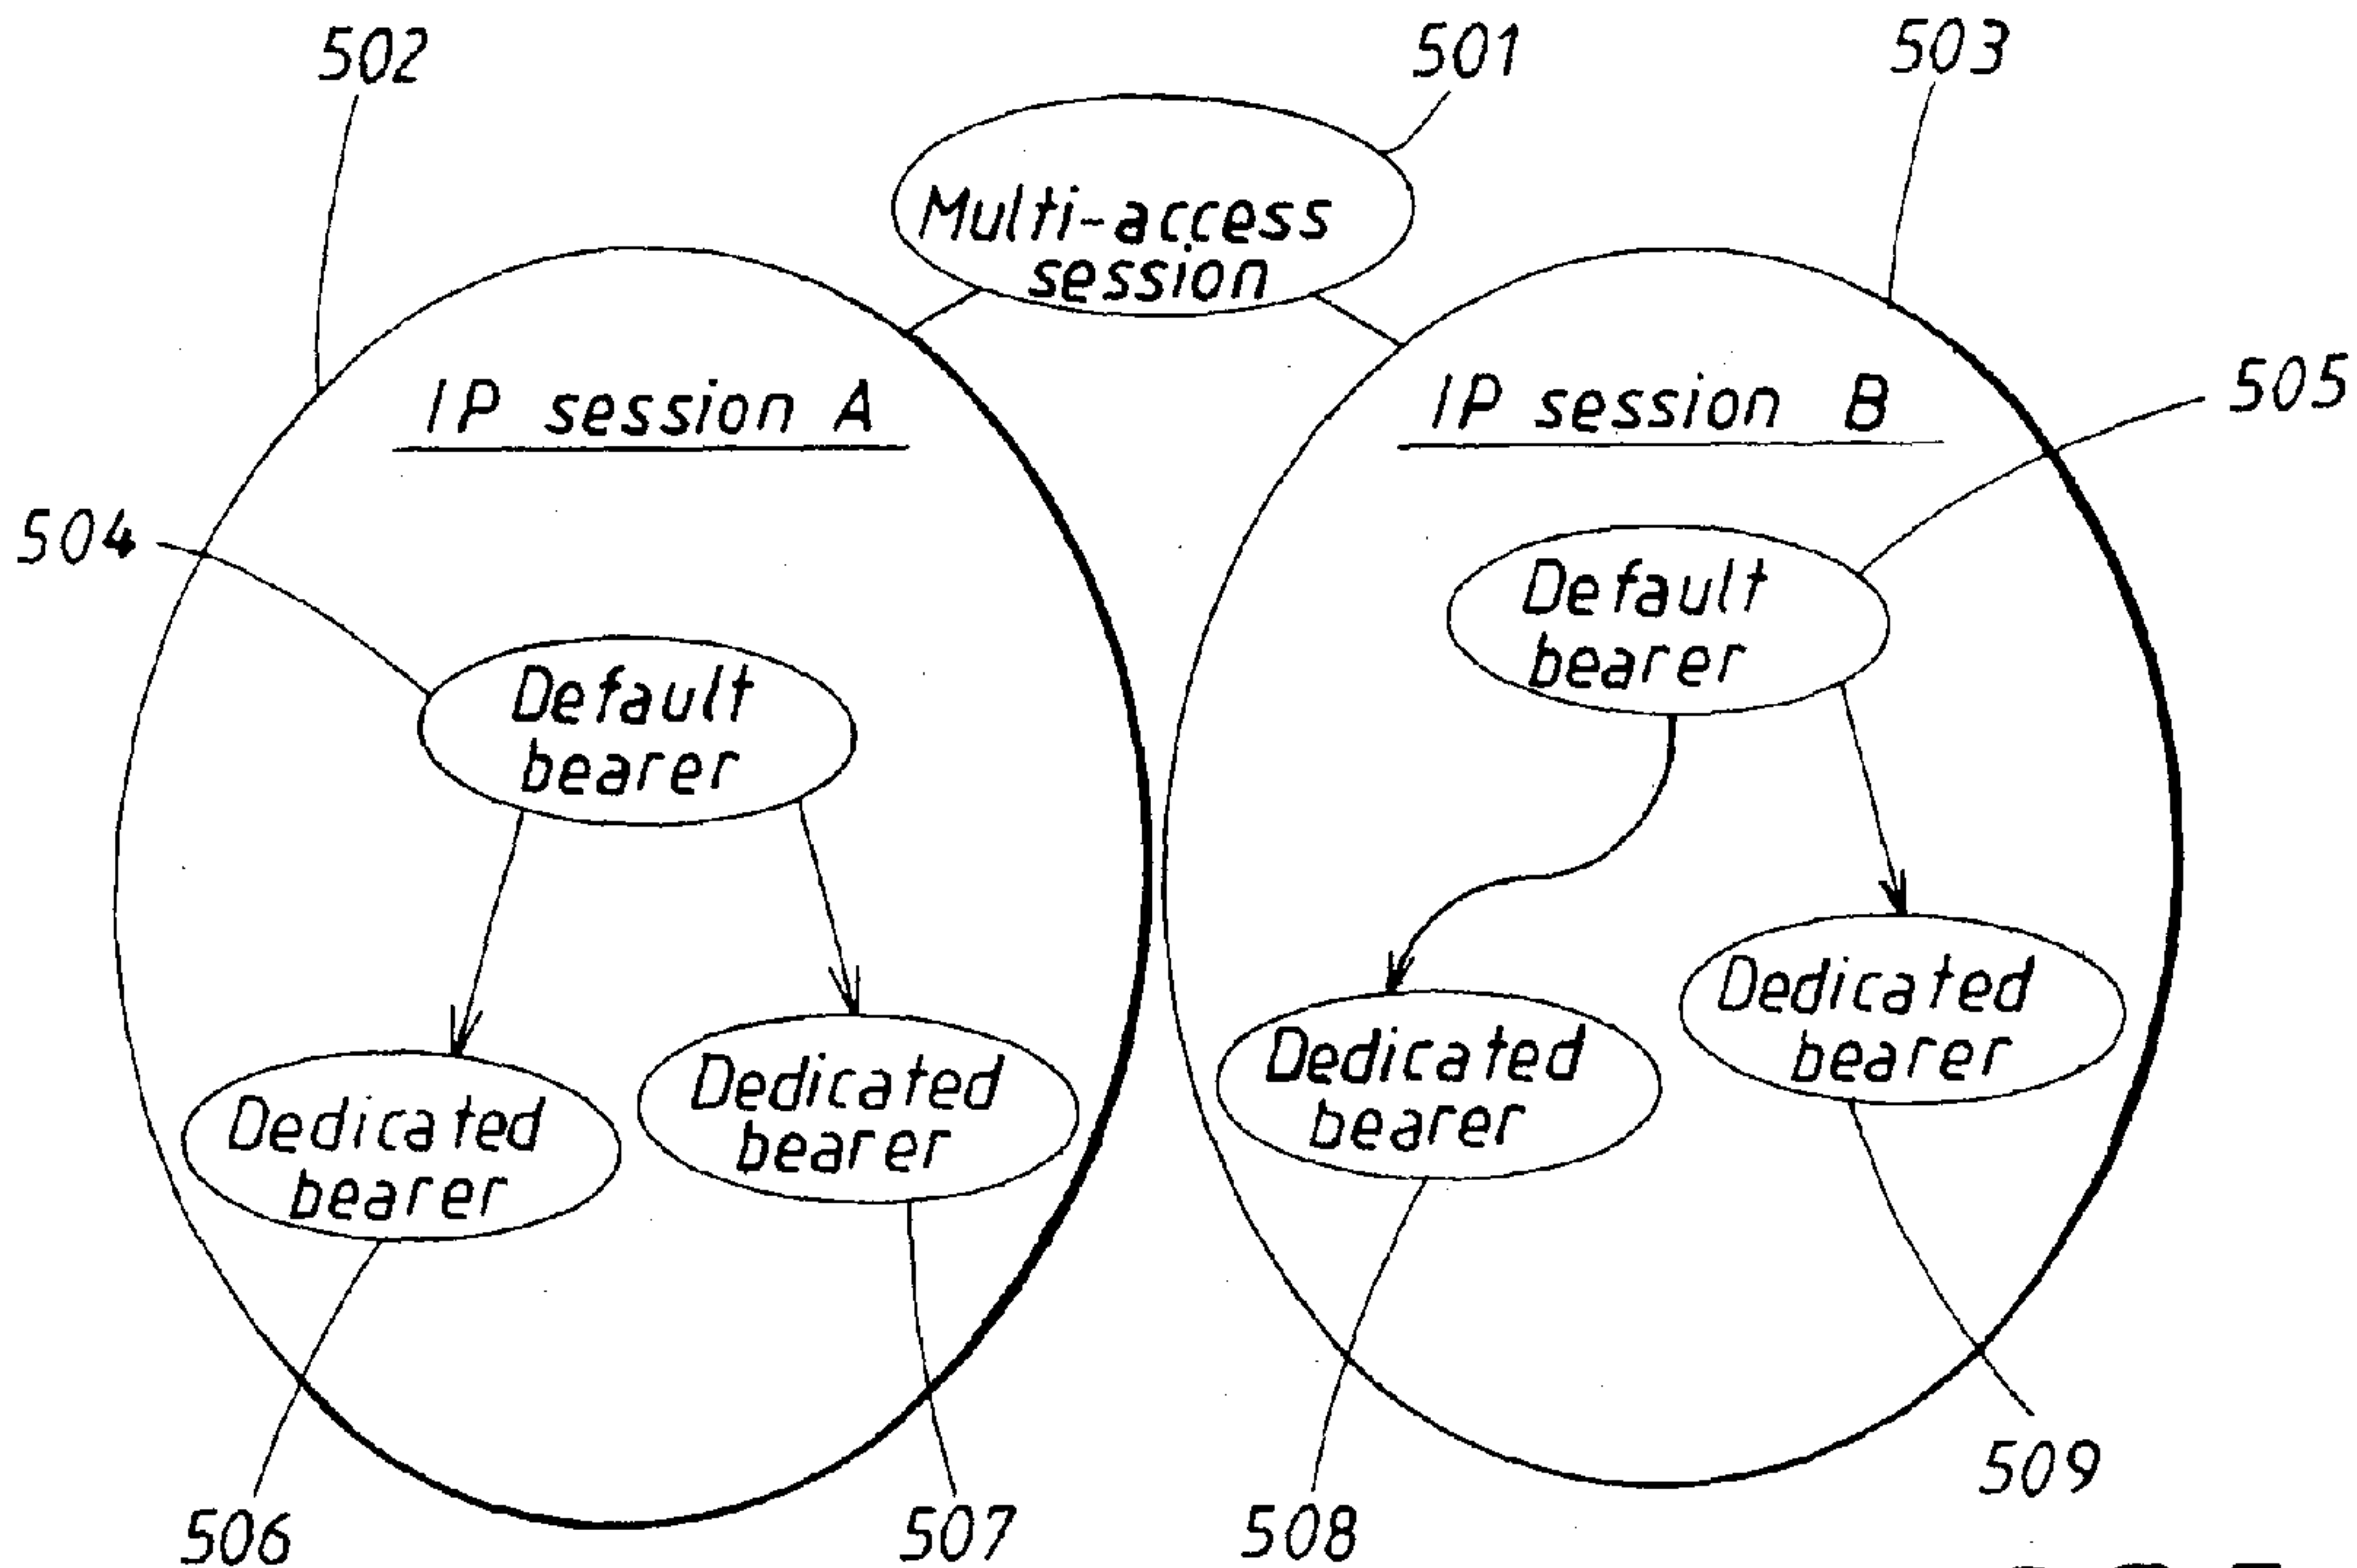 502
501
503
Multi-access
session
IP session A
IP session B
505
504
Default
bearer
Default
bearer
Dedicated
bearer
Dedicated
bearer
Dedicated
bearer
Dedicated
bearer
506
507
508
509